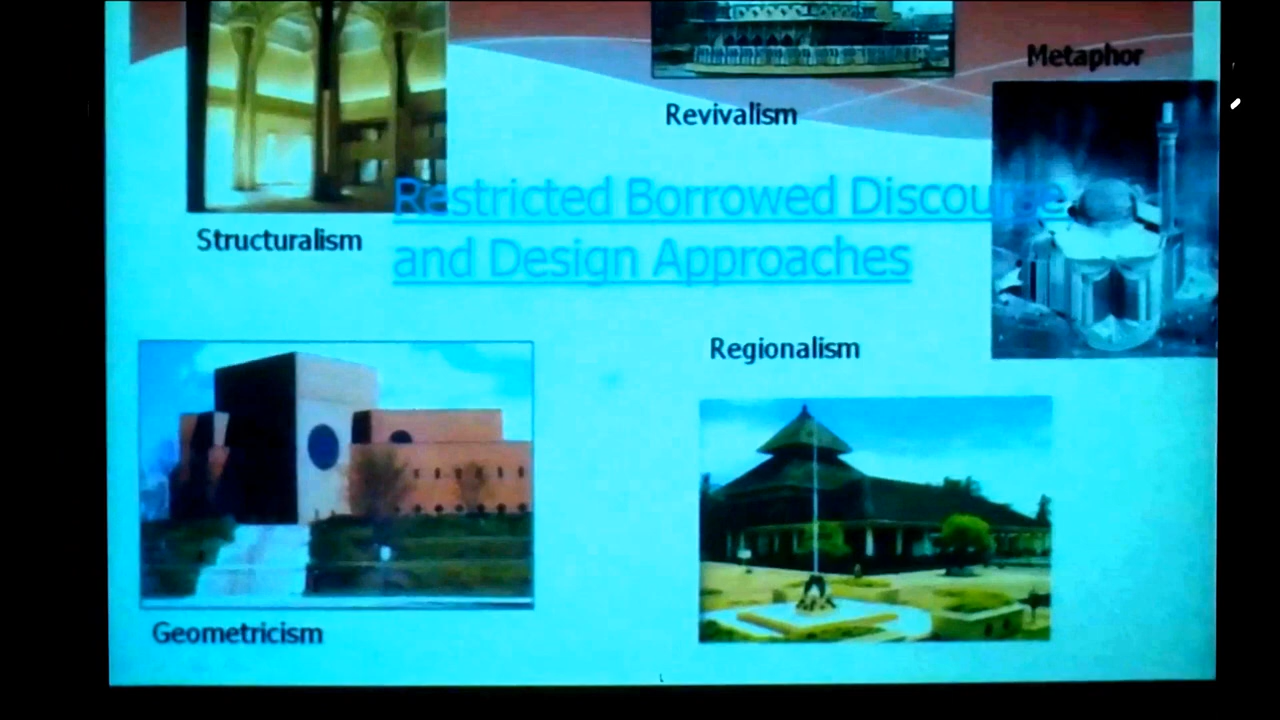 Metaphor
Revivalism
Restricted Borrowed Discourse
and Design Approaches
Structuralism
Regionalism
Geometricism